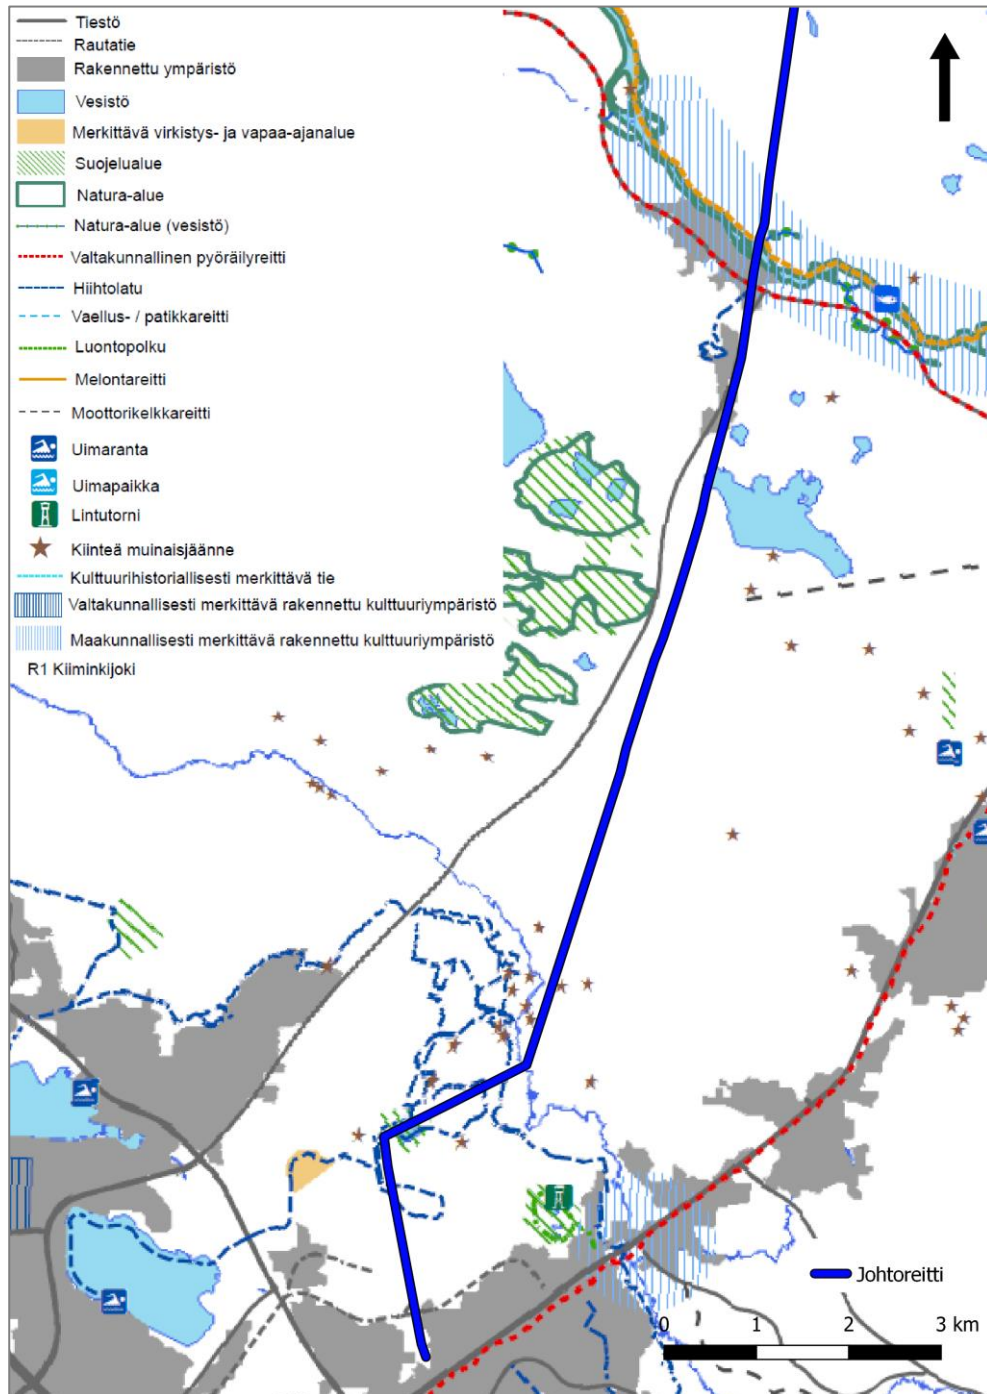 Tiestö
Rautatie
Rakennettu ympäristö
Vesistö
Merkittävä virkistys- ja vapaa-ajanalue
Suojelualue
Natura-alue
Natura-alue (vesistö)
Valtakunnallinen pyöräilyreitti
Hiihtolatu
Vaellus- / patikkareitti
Luontopolku
Melontareitti
Moottorikelkkareitti
Uimaranta
Uimapaikka
Lintutorni
Kiinteä muinaisjäänne
Kulttuurihistoriallisesti merkittävä tie
Valtakunnallisesti merkittävä rakennettu kulttuuriympäristö
Maakunnallisesti merkittävä rakennettu kulttuuriympäristö
R1 Kiiminkijoki
Johtoreitti
0 1 2 3 km